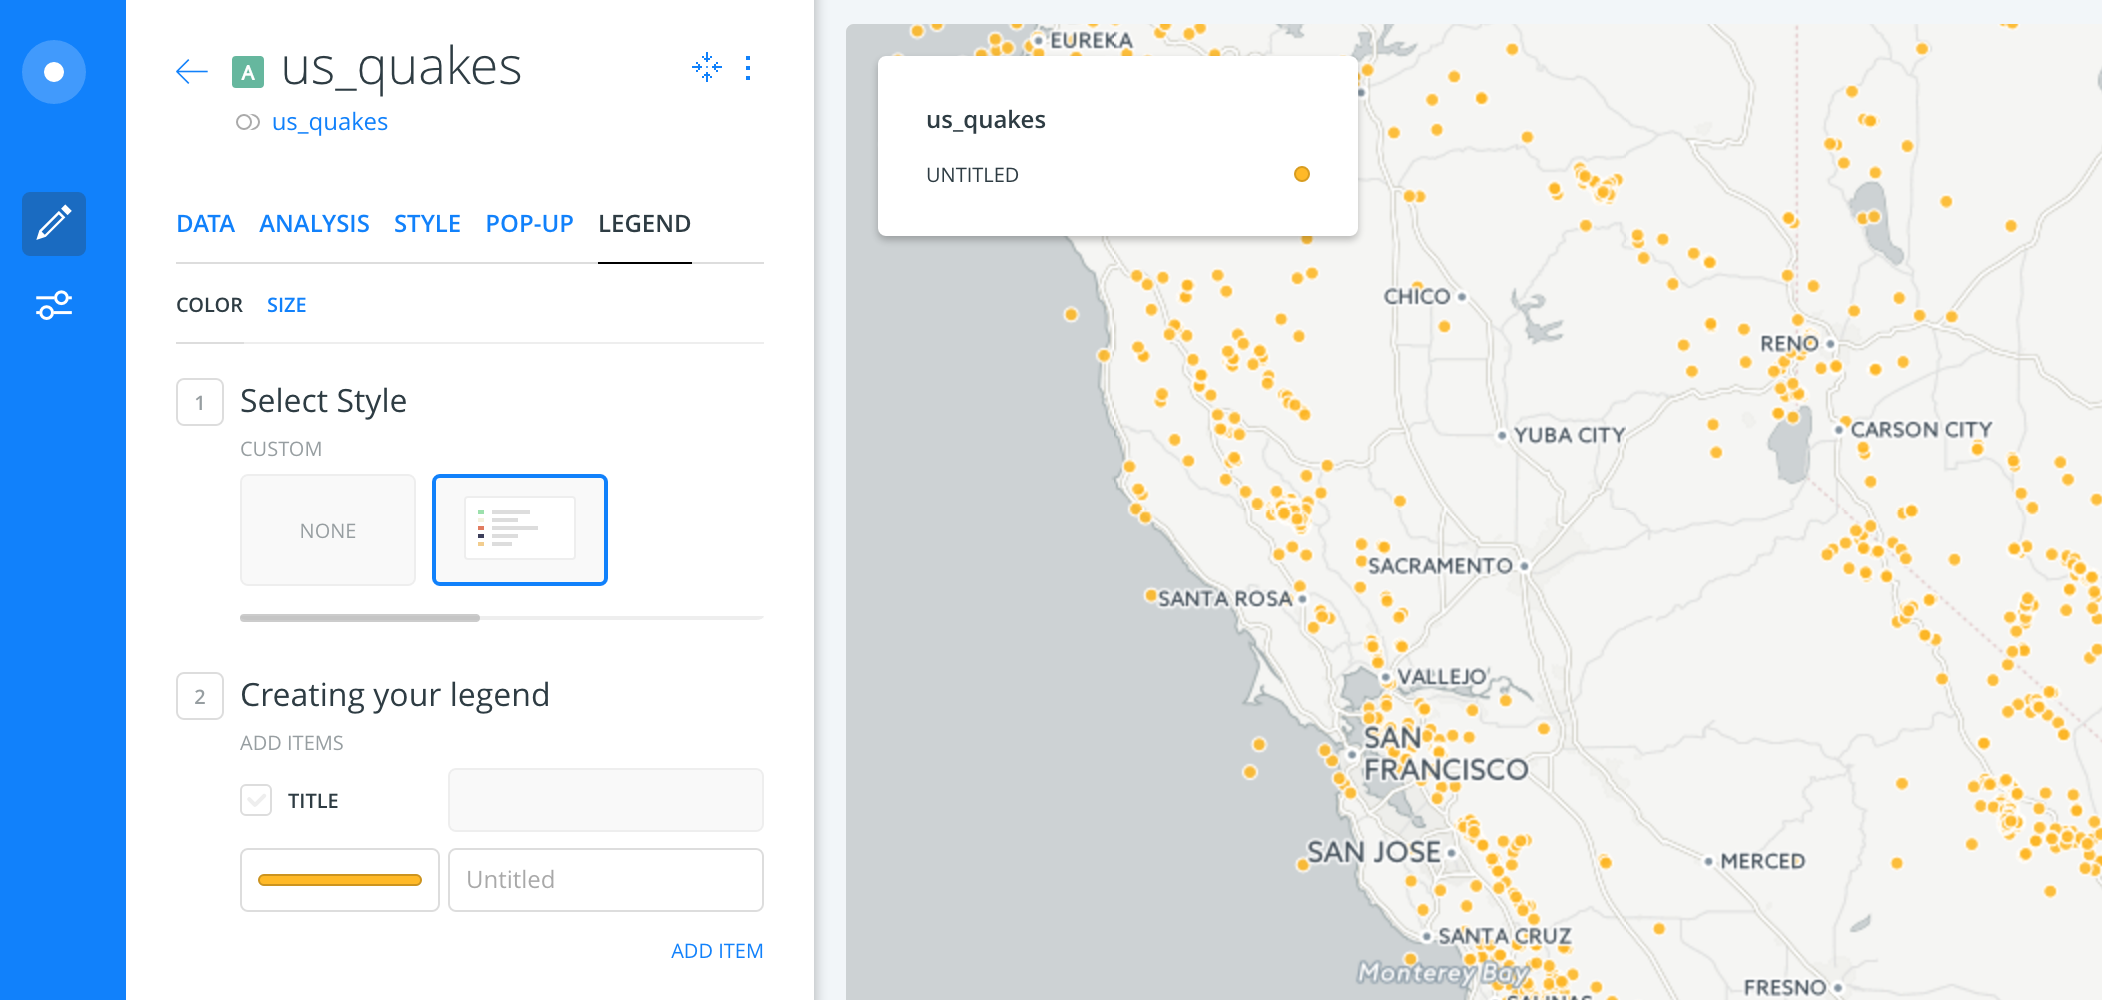 A us_quakes
us_quakes
DATA ANALYSIS STYLE POP-UP LEGEND
COLOR SIZE
1 Select Style
CUSTOM
NONE
2 Creating your legend
ADD ITEMS
TITLE
Untitled
ADD ITEM
us_quakes
UNTITLED
EUREKA
CHICO
RENO
YUBA CITY
CARSON CITY
SACRAMENTO
SANTA ROSA
VALLEJO
SAN
FRANCISCO
SAN JOSE
MERCED
SANTA CRUZ
Monterey Bay
FRESNO
SALINAS